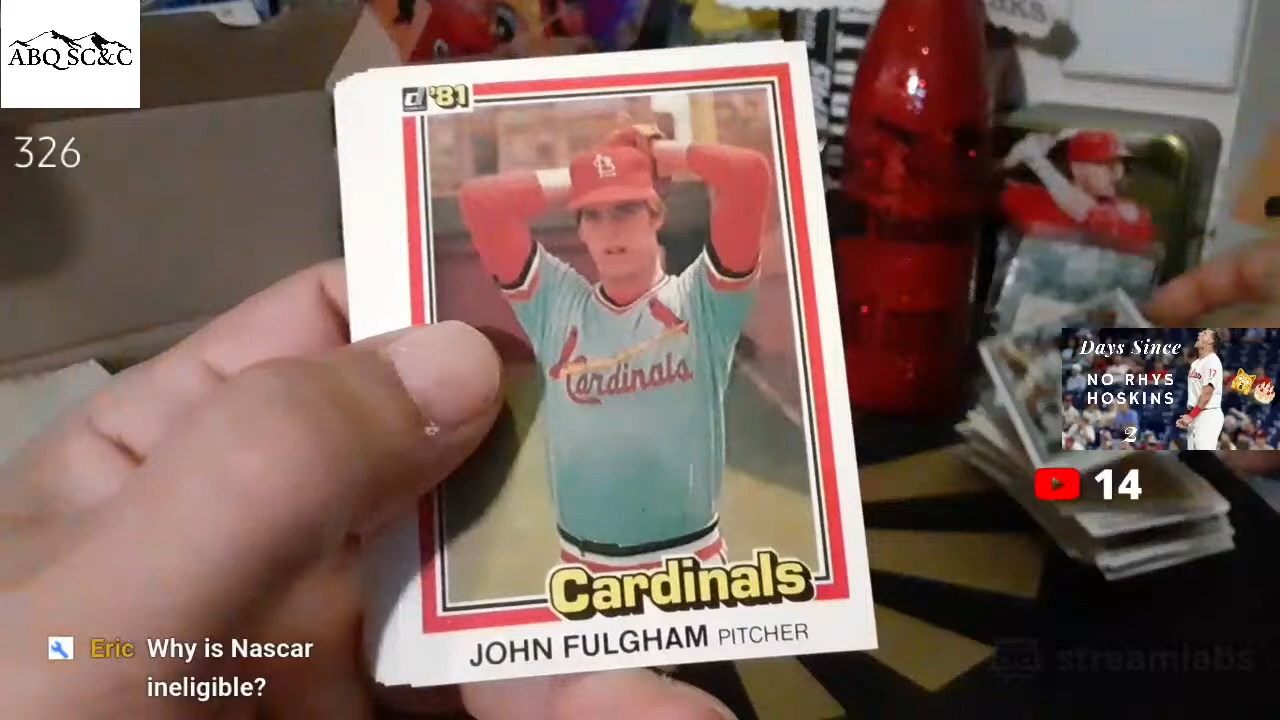 ABQ SC&C
326
'81
Cardinals
Cardinals
JOHN FULGHAM PITCHER
Days Since
NO RHYS
HOSKINS
2
14
Eric Why is Nascar
ineligible?
streamlabs